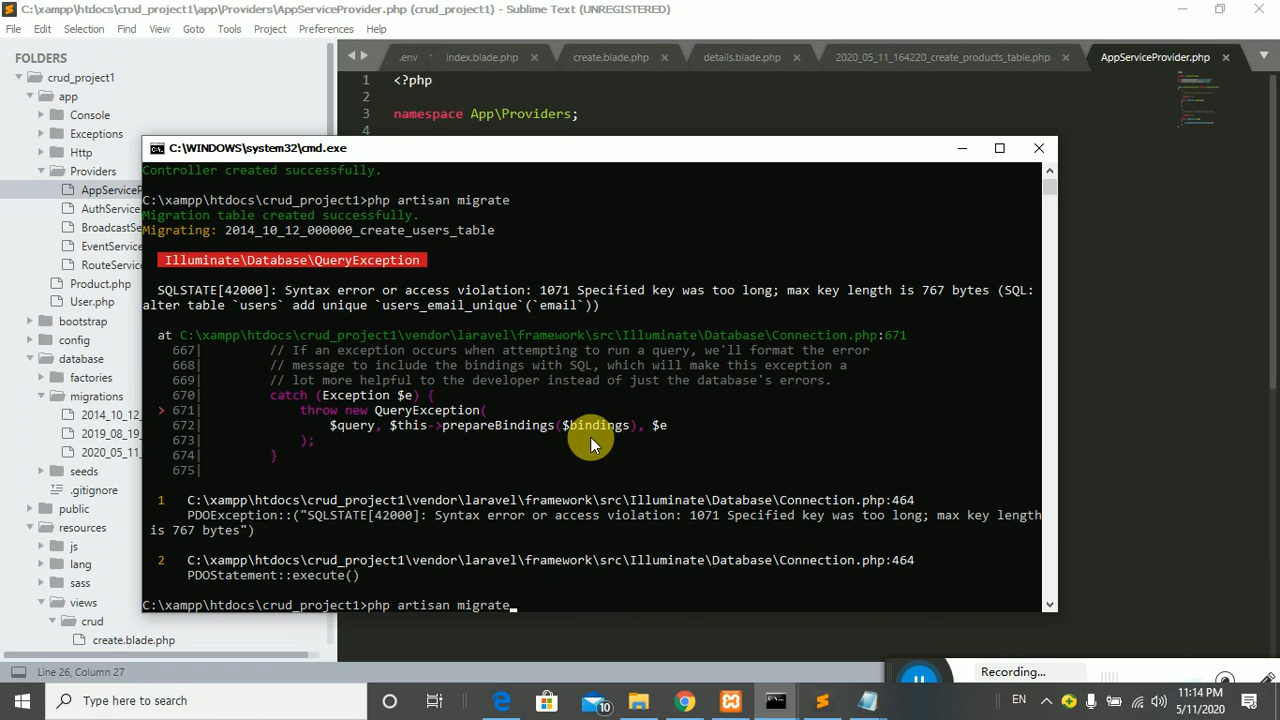 C:\xampp\htdocs\crud_project1\app\Providers\AppServiceProvider.php (crud_project1) - Sublime Text (UNREGISTERED)
File Edit Selection Find View Goto Tools Project Preferences Help
FOLDERS
crud_project1
app
Console
Exceptions
Http
Providers
AppServiceP
AuthService
BroadcastSe
EventService
RouteServic
Product.php
User.php
bootstrap
config
database
factories
migrations
2014_10_12_
2019_08_19_
2020_05_11_
seeds
.gitignore
public
resources
js
lang
sass
views
crud
create.blade.php
.env index.blade.php create.blade.php details.blade.php 2020_05_11_164220_create_products_table.php AppServiceProvider.php
1 <?php
2
3 namespace App\Providers;
4
C:\WINDOWS\system32\cmd.exe
Controller created successfully.
C:\xampp\htdocs\crud_project1>php artisan migrate
Migration table created successfully.
Migrating: 2014_10_12_000000_create_users_table
Illuminate\Database\QueryException
SQLSTATE[42000]: Syntax error or access violation: 1071 Specified key was too long; max key length is 767 bytes (SQL:
alter table `users` add unique `users_email_unique`(`email`))
at C:\xampp\htdocs\crud_project1\vendor\laravel\framework\src\Illuminate\Database\Connection.php:671
667| // If an exception occurs when attempting to run a query, we'll format the error
668| // message to include the bindings with SQL, which will make this exception a
669| // lot more helpful to the developer instead of just the database's errors.
670| catch (Exception $e) {
> 671| throw new QueryException(
672| $query, $this->prepareBindings($bindings), $e
673| );
674| }
675|
1 C:\xampp\htdocs\crud_project1\vendor\laravel\framework\src\Illuminate\Database\Connection.php:464
PDOException::("SQLSTATE[42000]: Syntax error or access violation: 1071 Specified key was too long; max key length
is 767 bytes")
2 C:\xampp\htdocs\crud_project1\vendor\laravel\framework\src\Illuminate\Database\Connection.php:464
PDOStatement::execute()
C:\xampp\htdocs\crud_project1>php artisan migrate
Line 26, Column 27
Recording...
Type here to search
10
EN
11:14 PM
5/11/2020